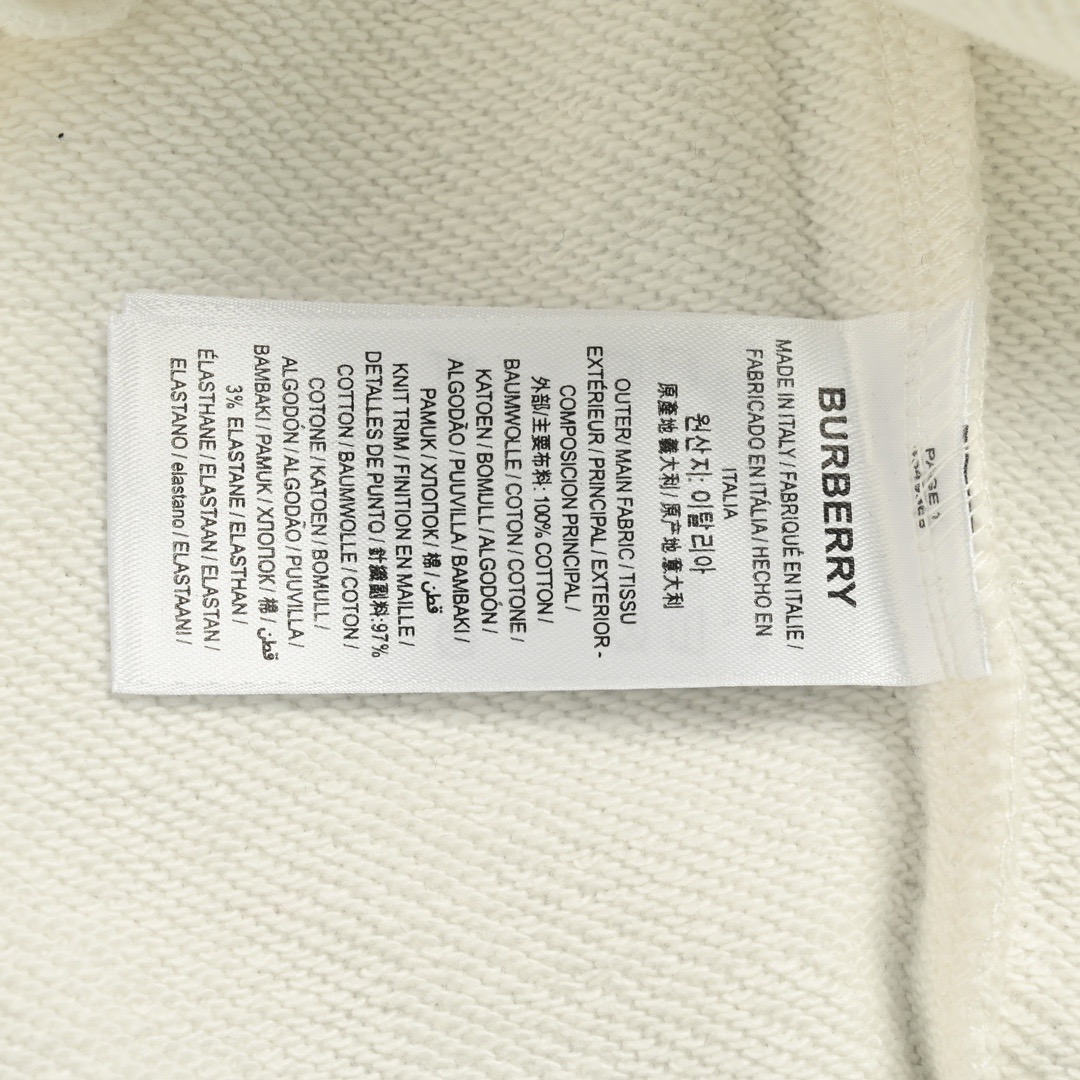 BURBERRY
MADE IN ITALY / FABRIQUÉ EN ITALIE /
FABRICADO EN ITÁLIA / HECHO EN
ITALIA
원산지: 이탈리아
原產地義大利 / 原产地意大利
OUTER/ MAIN FABRIC / TISSU
EXTÉRIEUR / PRINCIPAL / EXTERIOR -
COMPOSICION PRINCIPAL /
外部/主要布料: 100% COTTON /
BAUMWOLLE / COTON / COTONE /
KATOEN / BOMULL / ALGODÓN /
ALGODÃO / PUUVILLA / BAMBAKI /
PAMUK / ХЛОПОК / 棉 / قطن
KNIT TRIM / FINITION EN MAILLE /
DETALLES DE PUNTO / 針織副料:97%
COTTON / BAUMWOLLE / COTON /
COTONE / KATOEN / BOMULL /
ALGODÓN / ALGODÃO / PUUVILLA /
BAMBAKI / PAMUK / ХЛОПОК / 棉 / قطن
3% ELASTANE / ELASTHAN /
ÉLASTHANE / ELASTAAN / ELASTAN /
ELASTANO / elastano / ELASTAANI /